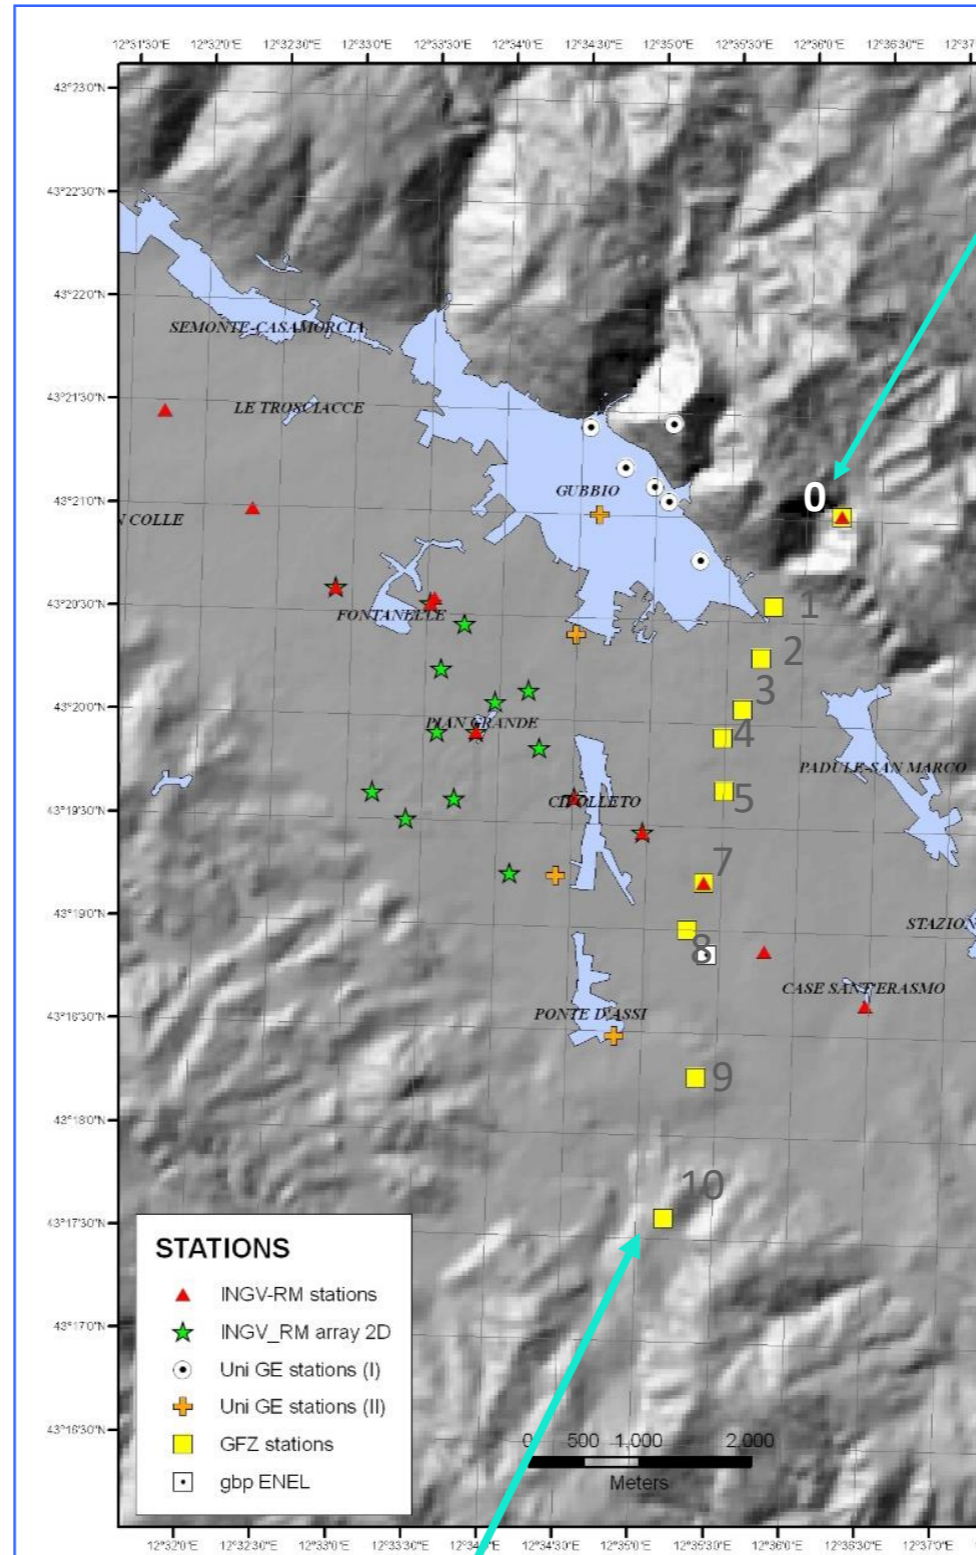 12°31'30"E 12°32'0"E 12°32'30"E 12°33'0"E 12°33'30"E 12°34'0"E 12°34'30"E 12°35'0"E 12°35'30"E 12°36'0"E 12°36'30"E 12°37
43°23'0"N
43°22'30"N
43°22'0"N
SEMONTE-CASAMORCIA
43°21'30"N
LE TROSCIACCE
GUBBIO
0
43°21'0"N
N COLLE
43°20'30"N
FONTANELLE
1
2
3
43°20'0"N
PIAN GRANDE
4
PADULE-SAN MARCO
43°19'30"N
CIPOLLETO
5
7
43°19'0"N
STAZION
8
CASE SANT'ERASMO
43°18'30"N
PONTE D'ASSI
9
43°18'0"N
10
43°17'30"N
STATIONS
INGV-RM stations
INGV_RM array 2D
Uni GE stations (I)
Uni GE stations (II)
GFZ stations
gbp ENEL
43°17'0"N
43°16'30"N
0 500 1,000 2,000
Meters
12°32'0"E 12°32'30"E 12°33'0"E 12°33'30"E 12°34'0"E 12°34'30"E 12°35'0"E 12°35'30"E 12°36'0"E 12°36'30"E 12°37'0"E